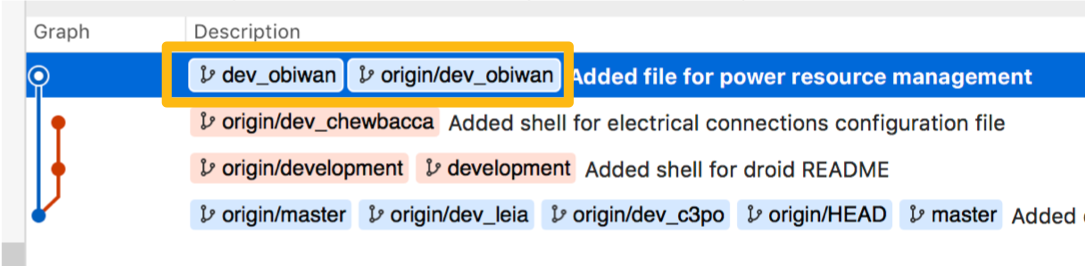 Graph Description
dev_obiwan origin/dev_obiwan Added file for power resource management
origin/dev_chewbacca Added shell for electrical connections configuration file
origin/development development Added shell for droid README
origin/master origin/dev_leia origin/dev_c3po origin/HEAD master Added